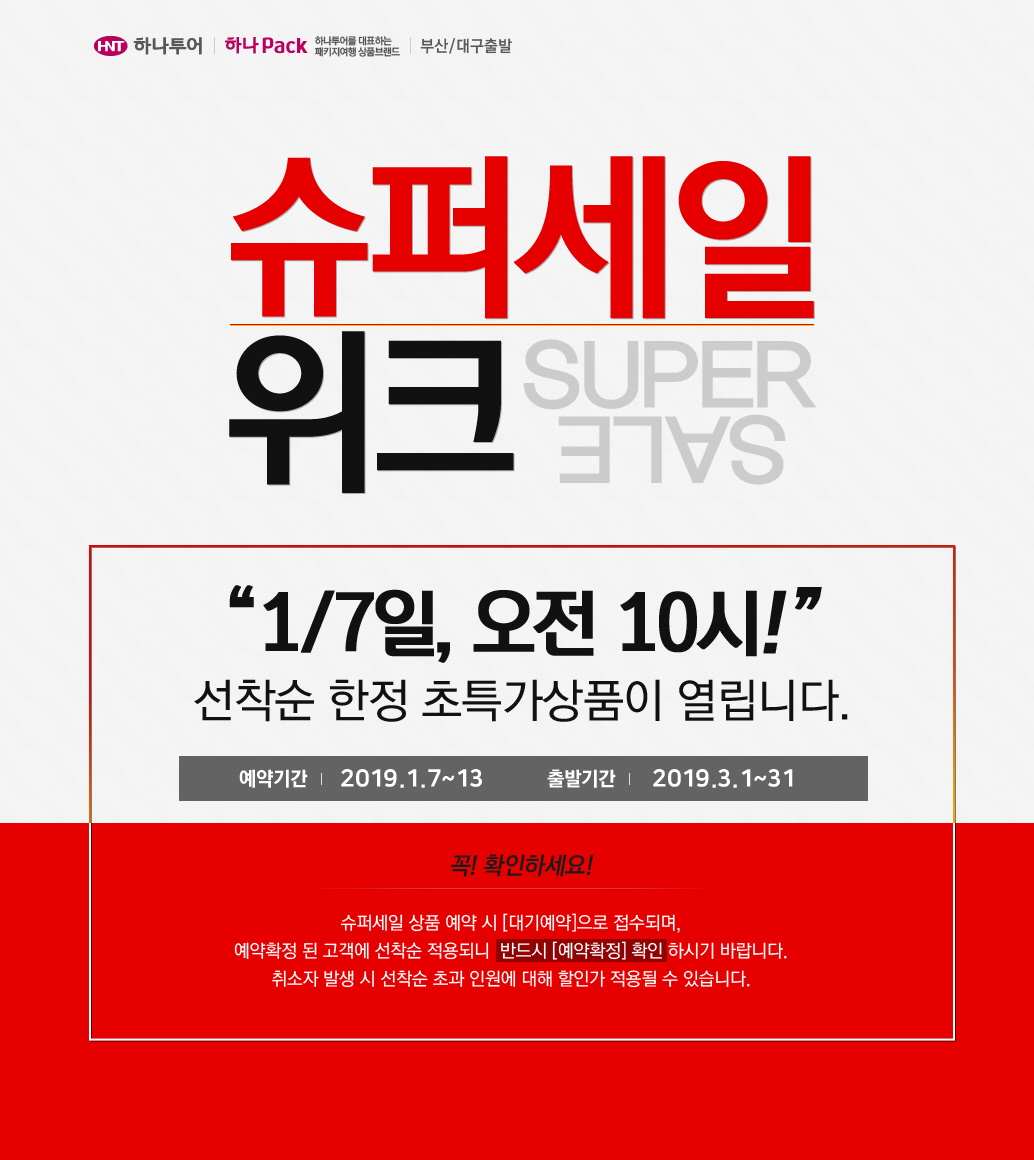 HNT 하나투어 하나 Pack 하나투어를 대표하는 패키지여행 상품브랜드 부산/대구출발
슈퍼세일
위크 SUPER
SALE
“1/7일, 오전 10시!”
선착순 한정 초특가상품이 열립니다.
예약기간 2019.1.7~13 출발기간 2019.3.1~31
꼭! 확인하세요!
슈퍼세일 상품 예약 시 [대기예약]으로 접수되며,
예약확정 된 고객에 선착순 적용되니 반드시 [예약확정] 확인하시기 바랍니다.
취소자 발생 시 선착순 초과 인원에 대해 할인가 적용될 수 있습니다.